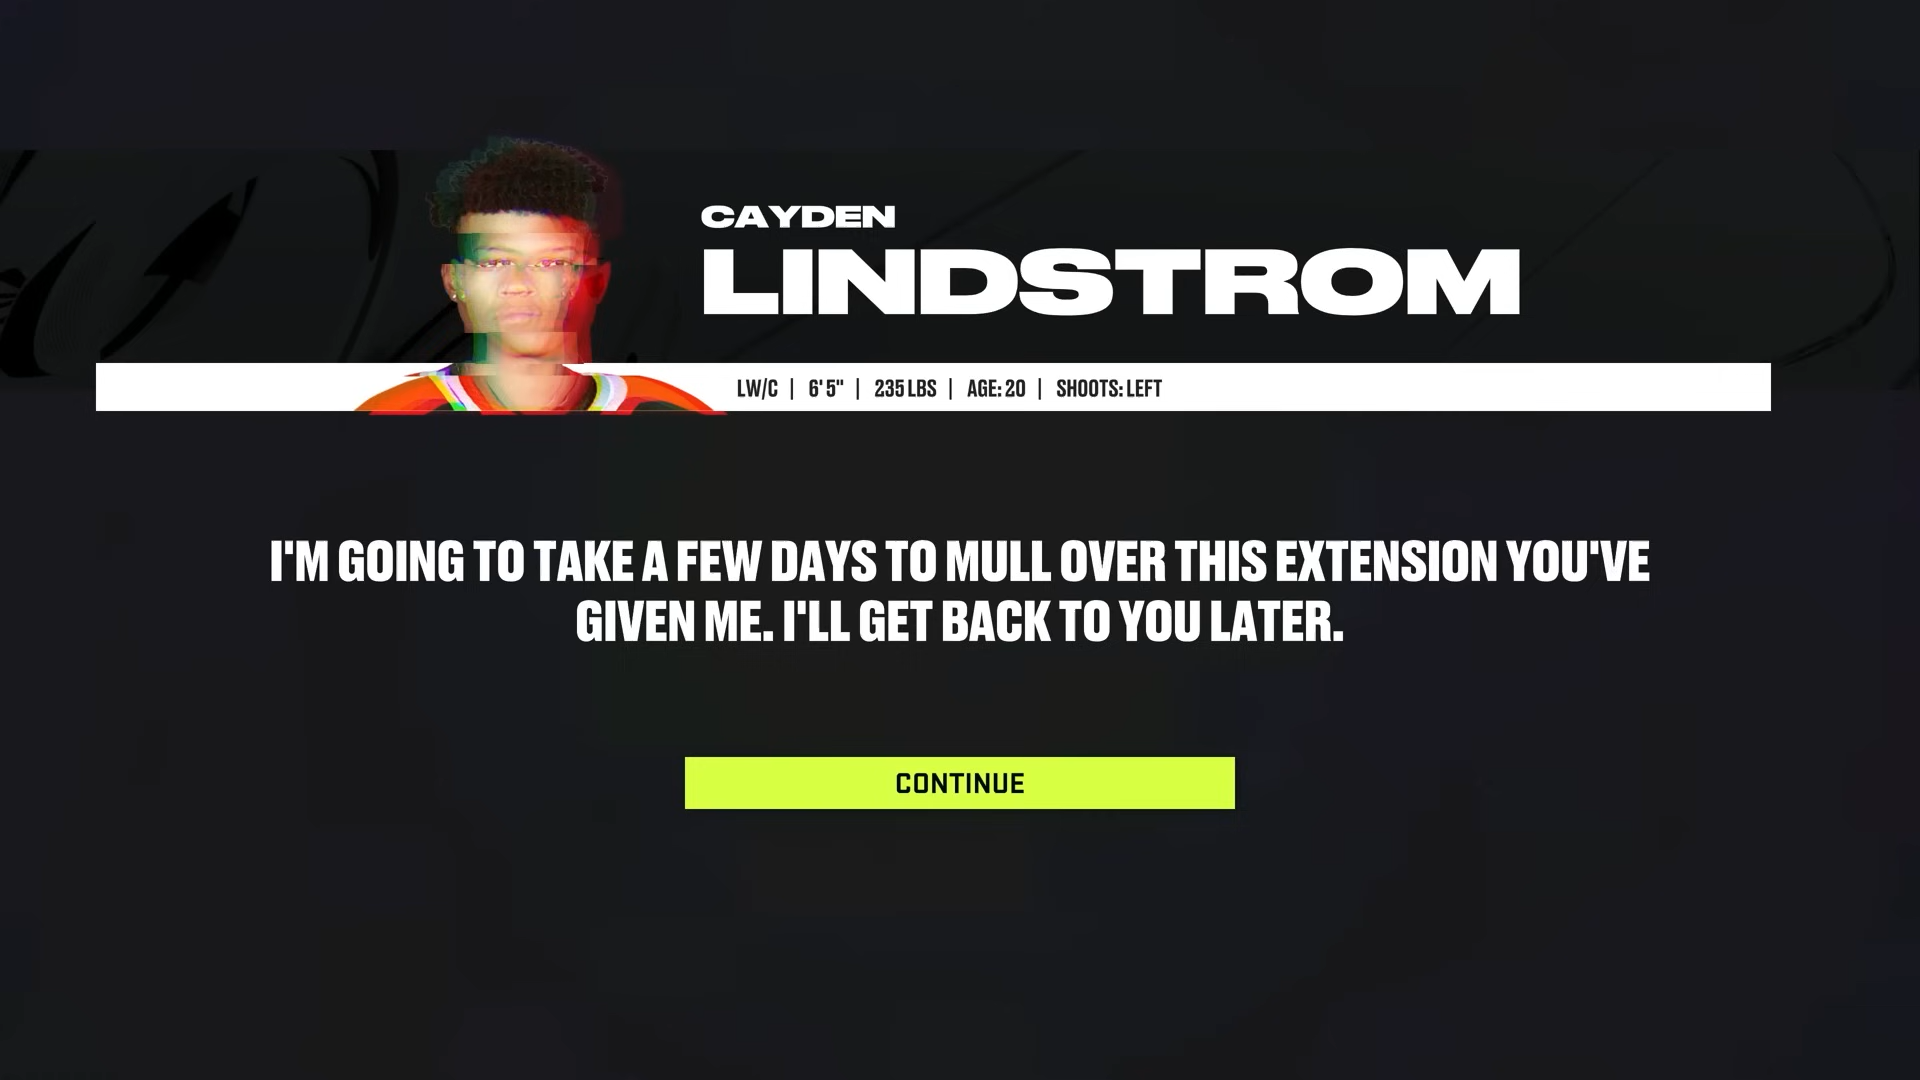 CAYDEN
LINDSTROM
LW/C | 6' 5" | 235 LBS | AGE: 20 | SHOOTS: LEFT
I'M GOING TO TAKE A FEW DAYS TO MULL OVER THIS EXTENSION YOU'VE
GIVEN ME. I'LL GET BACK TO YOU LATER.
CONTINUE